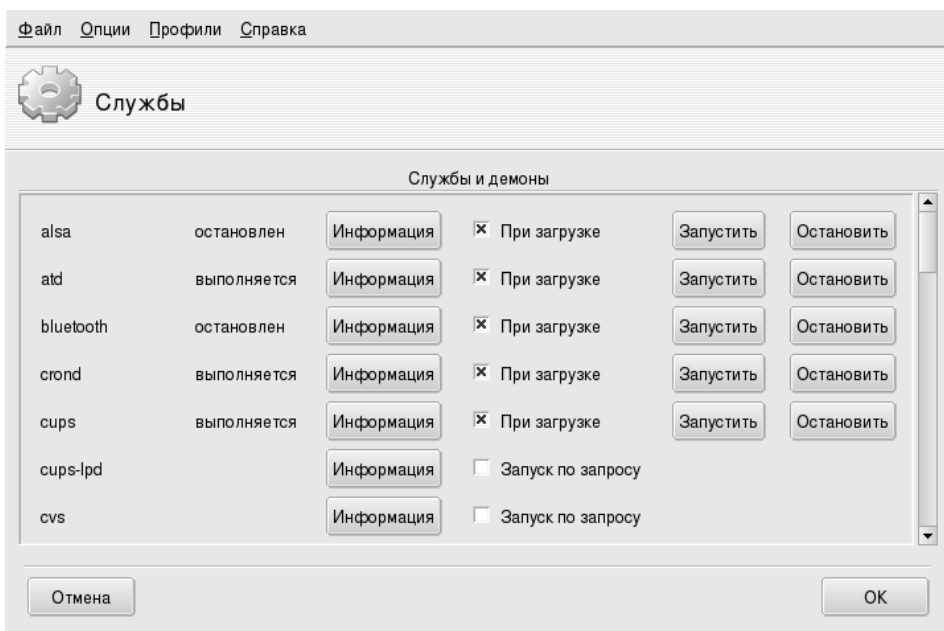 Файл Опции Профили Справка
Службы
Службы и демоны
alsa остановлен Информация При загрузке Запустить Остановить
atd выполняется Информация При загрузке Запустить Остановить
bluetooth остановлен Информация При загрузке Запустить Остановить
crond выполняется Информация При загрузке Запустить Остановить
cups выполняется Информация При загрузке Запустить Остановить
cups-lpd Информация Запуск по запросу
cvs Информация Запуск по запросу
Отмена OK